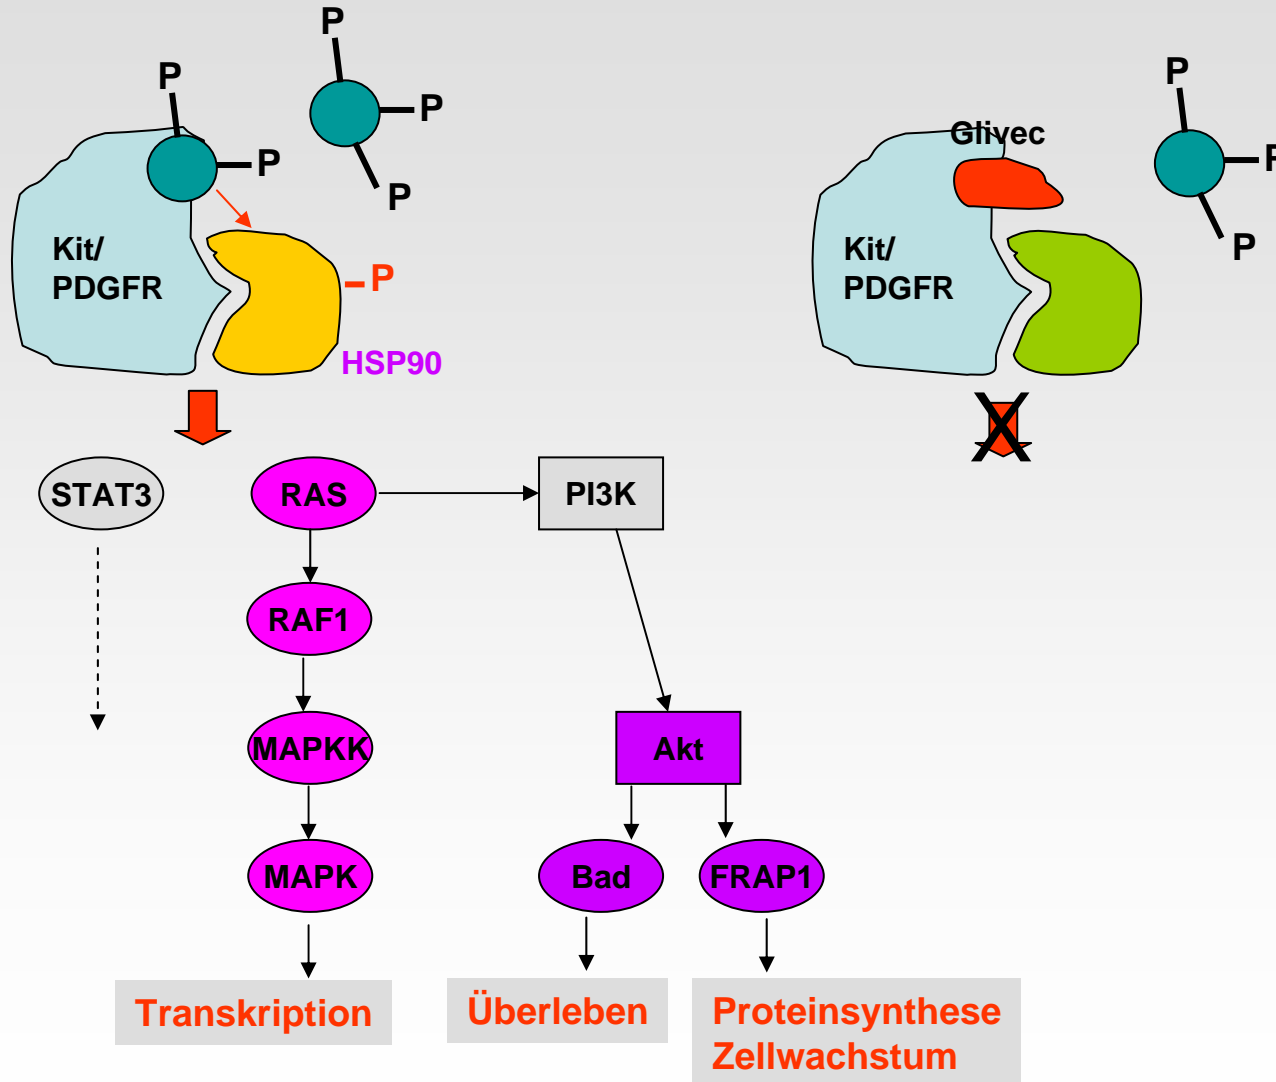 P
P
P
P
P
P
Glivec
P
P
P
Kit/
PDGFR
P
HSP90
Kit/
PDGFR
X
STAT3
RAS
PI3K
RAF1
MAPKK
Akt
MAPK
Bad
FRAP1
Transkription
Überleben
Proteinsynthese
Zellwachstum